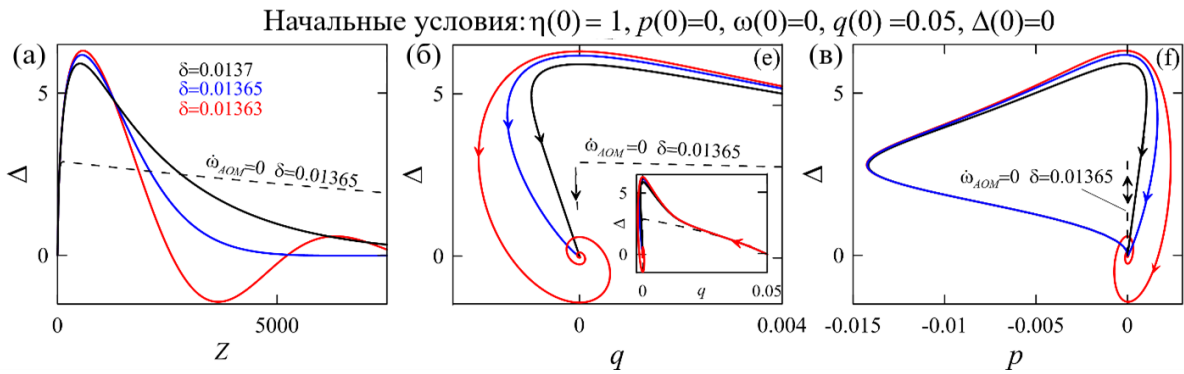 Начальные условия: η(0) = 1, p(0)=0, ω(0)=0, q(0) =0.05, Δ(0)=0
(а)
δ=0.0137
δ=0.01365
δ=0.01363
ω̇AOM=0 δ=0.01365
Δ
5
0
0
5000
Z
(б)
(e)
ω̇AOM=0 δ=0.01365
Δ
5
0
0
0.004
q
Δ
5
0
0
q
0.05
(в)
(f)
ω̇AOM=0 δ=0.01365
Δ
5
0
-0.015
-0.01
-0.005
0
p